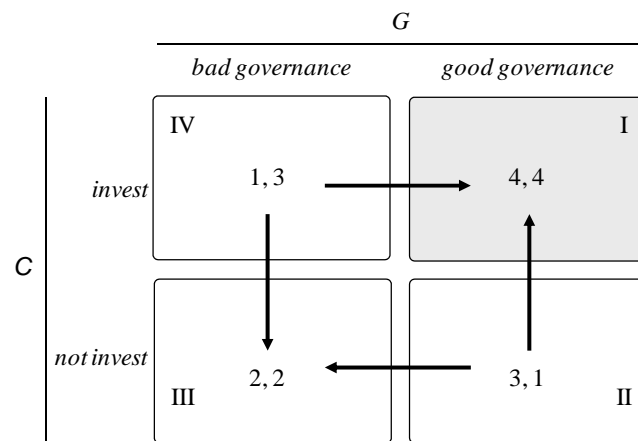 G
bad governance good governance
IV I
invest 1, 3 4, 4
C
not invest 2, 2 3, 1
III II